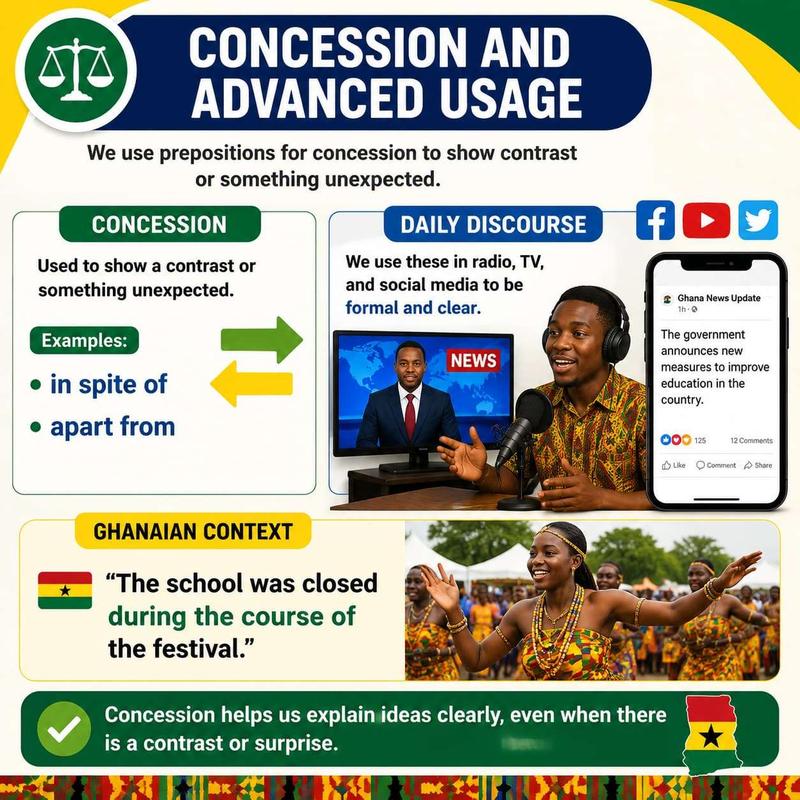 CONCESSION AND
ADVANCED USAGE
We use prepositions for concession to show contrast
or something unexpected.
CONCESSION
Used to show a contrast or
something unexpected.
Examples:
• in spite of
• apart from
DAILY DISCOURSE
We use these in radio, TV,
and social media to be
formal and clear.
NEWS
Ghana News Update
1h ·
The government
announces new
measures to improve
education in the
country.
125
12 Comments
Like
Comment
Share
GHANAIAN CONTEXT
“The school was closed
during the course of
the festival.”
Concession helps us explain ideas clearly, even when there
is a contrast or surprise.